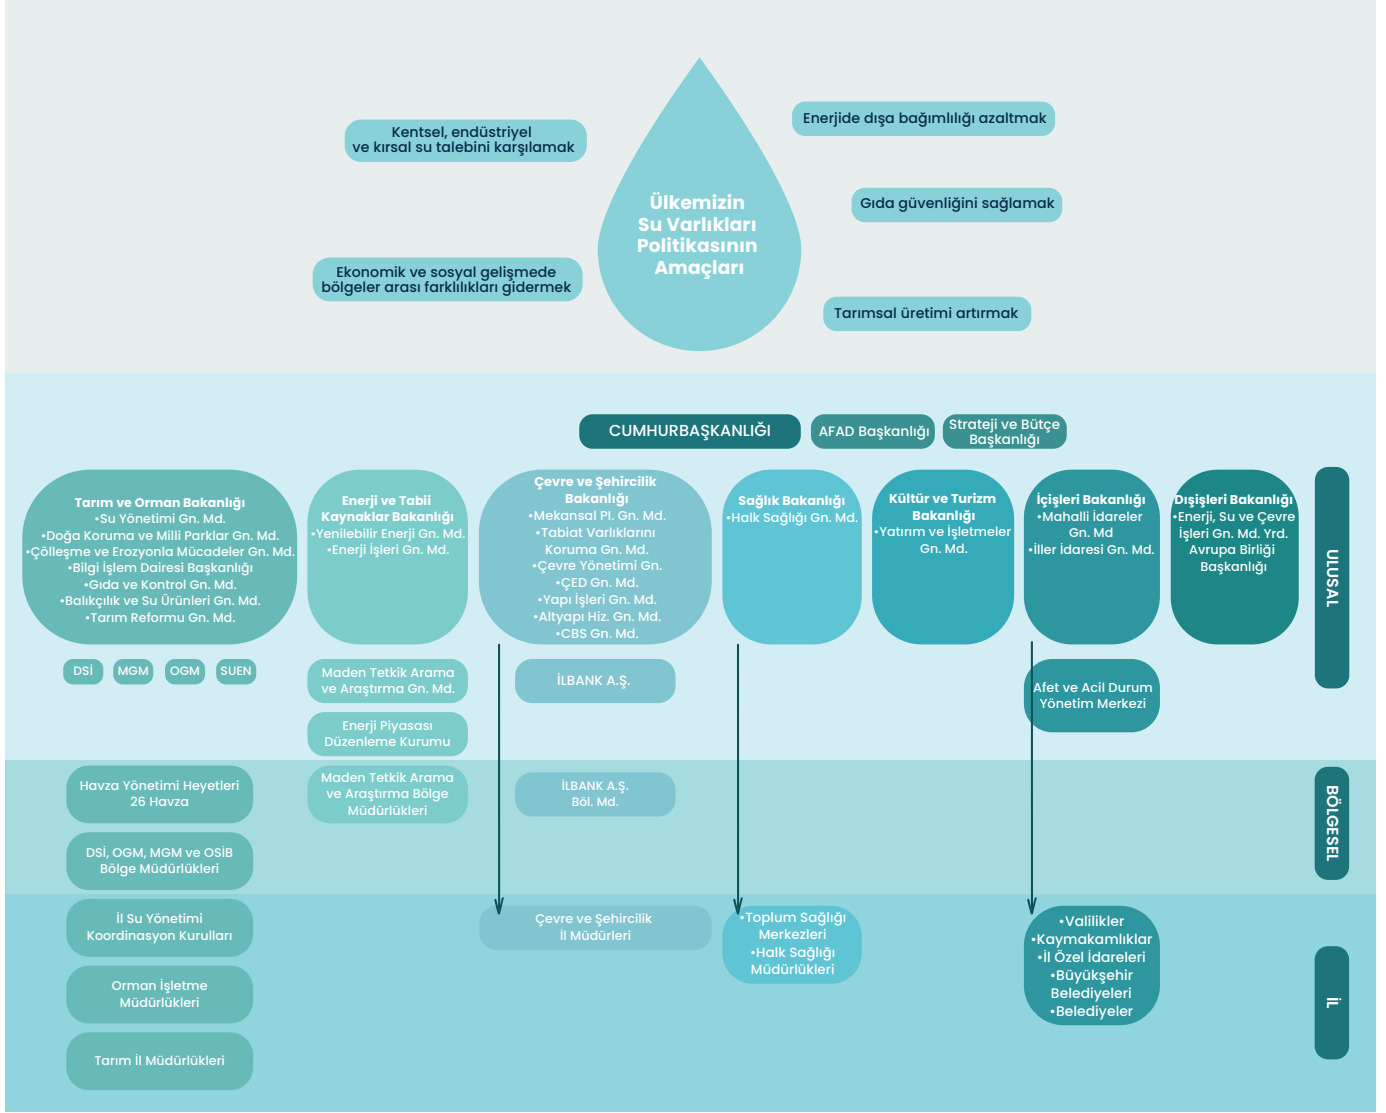 Ülkemizin
Su Varlıkları
Politikasının
Amaçları
Kentsel, endüstriyel
ve kırsal su talebini karşılamak
Ekonomik ve sosyal gelişmede
bölgeler arası farklılıkları gidermek
Enerjide dışa bağımlılığı azaltmak
Gıda güvenliğini sağlamak
Tarımsal üretimi artırmak
CUMHURBAŞKANLIĞI
AFAD Başkanlığı
Strateji ve Bütçe
Başkanlığı
Tarım ve Orman Bakanlığı
•Su Yönetimi Gn. Md.
•Doğa Koruma ve Milli Parklar Gn. Md.
•Çölleşme ve Erozyonla Mücadeler Gn. Md.
•Bilgi İşlem Dairesi Başkanlığı
•Gıda ve Kontrol Gn. Md.
•Balıkçılık ve Su Ürünleri Gn. Md.
•Tarım Reformu Gn. Md.
Enerji ve Tabii
Kaynaklar Bakanlığı
•Yenilebilir Enerji Gn. Md.
•Enerji İşleri Gn. Md.
Çevre ve Şehircilik
Bakanlığı
•Mekansal Pl. Gn. Md.
•Tabiat Varlıklarını
Koruma Gn. Md.
•Çevre Yönetimi Gn.
•ÇED Gn. Md.
•Yapı İşleri Gn. Md.
•Altyapı Hiz. Gn. Md.
•CBS Gn. Md.
Sağlık Bakanlığı
•Halk Sağlığı Gn. Md.
Kültür ve Turizm
Bakanlığı
•Yatırım ve İşletmeler
Gn. Md.
İçişleri Bakanlığı
•Mahalli İdareler
Gn. Md
•İller İdaresi Gn. Md.
Dışişleri Bakanlığı
•Enerji, Su ve Çevre
İşleri Gn. Md. Yrd.
Avrupa Birliği
Başkanlığı
ULUSAL
DSİ
MGM
OGM
SUEN
Maden Tetkik Arama
ve Araştırma Gn. Md.
Enerji Piyasası
Düzenleme Kurumu
İLBANK A.Ş.
Afet ve Acil Durum
Yönetim Merkezi
Havza Yönetimi Heyetleri
26 Havza
DSİ, OGM, MGM ve OSİB
Bölge Müdürlükleri
Maden Tetkik Arama
ve Araştırma Bölge
Müdürlükleri
İLBANK A.Ş.
Böl. Md.
BÖLGESEL
İl Su Yönetimi
Koordinasyon Kurulları
Orman İşletme
Müdürlükleri
Tarım İl Müdürlükleri
Çevre ve Şehircilik
İl Müdürleri
•Toplum Sağlığı
Merkezleri
•Halk Sağlığı
Müdürlükleri
•Valilikler
•Kaymakamlıklar
•İl Özel İdareleri
•Büyükşehir
Belediyeleri
•Belediyeler
İL